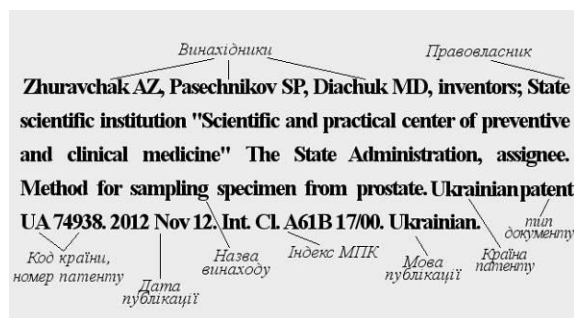 Винахідники
Правовласник
Zhuravchak AZ, Pasechnikov SP, Diachuk MD, inventors; State
scientific institution "Scientific and practical center of preventive
and clinical medicine" The State Administration, assignee.
Method for sampling specimen from prostate. Ukrainian patent
UA 74938. 2012 Nov 12. Int. Cl. A61B 17/00. Ukrainian.
Код країни,
номер патенту
Дата
публікації
Назва
винаходу
Індекс МПК
Мова
публікації
Країна
патенту
тип
документу